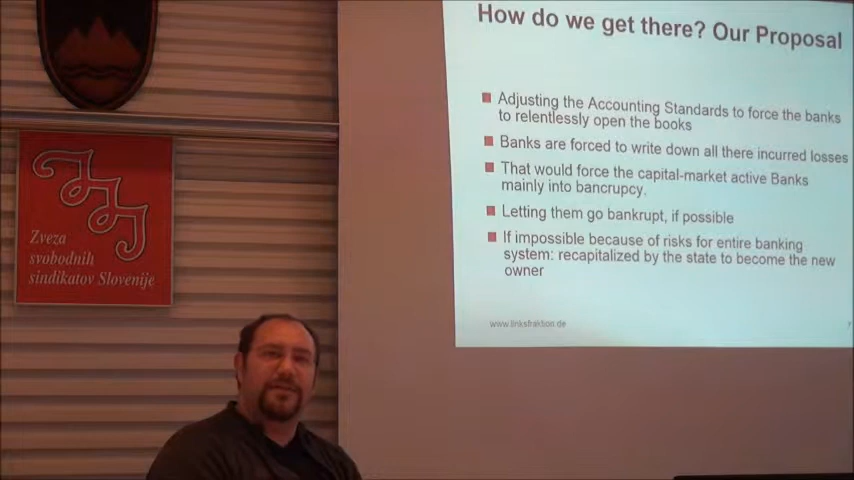 How do we get there? Our Proposal
Adjusting the Accounting Standards to force the banks
to relentlessly open the books
Banks are forced to write down all there incurred losses
That would force the capital-market active Banks
mainly into bancrupcy.
Letting them go bankrupt, if possible
If impossible because of risks for entire banking
system: recapitalized by the state to become the new
owner
www.linksfraktion.de
7
Zveza
svobodnih
sindikatov Slovenije